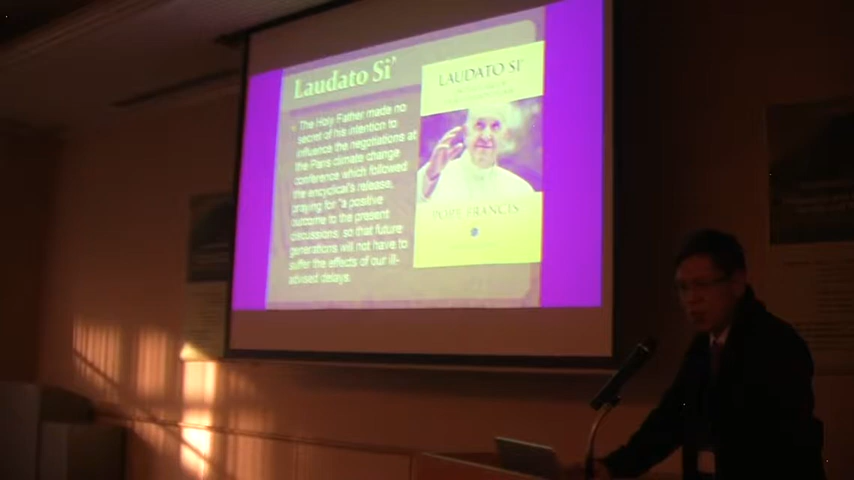 Laudato Si'
The Holy Father made no
secret of his intention to
influence the negotiations at
the Paris climate change
conference which followed
the encyclical's release,
praying for "a positive
outcome to the present
discussions, so that future
generations will not have to
suffer the effects of our ill-
advised delays.
LAUDATO SI'
POPE FRANCIS